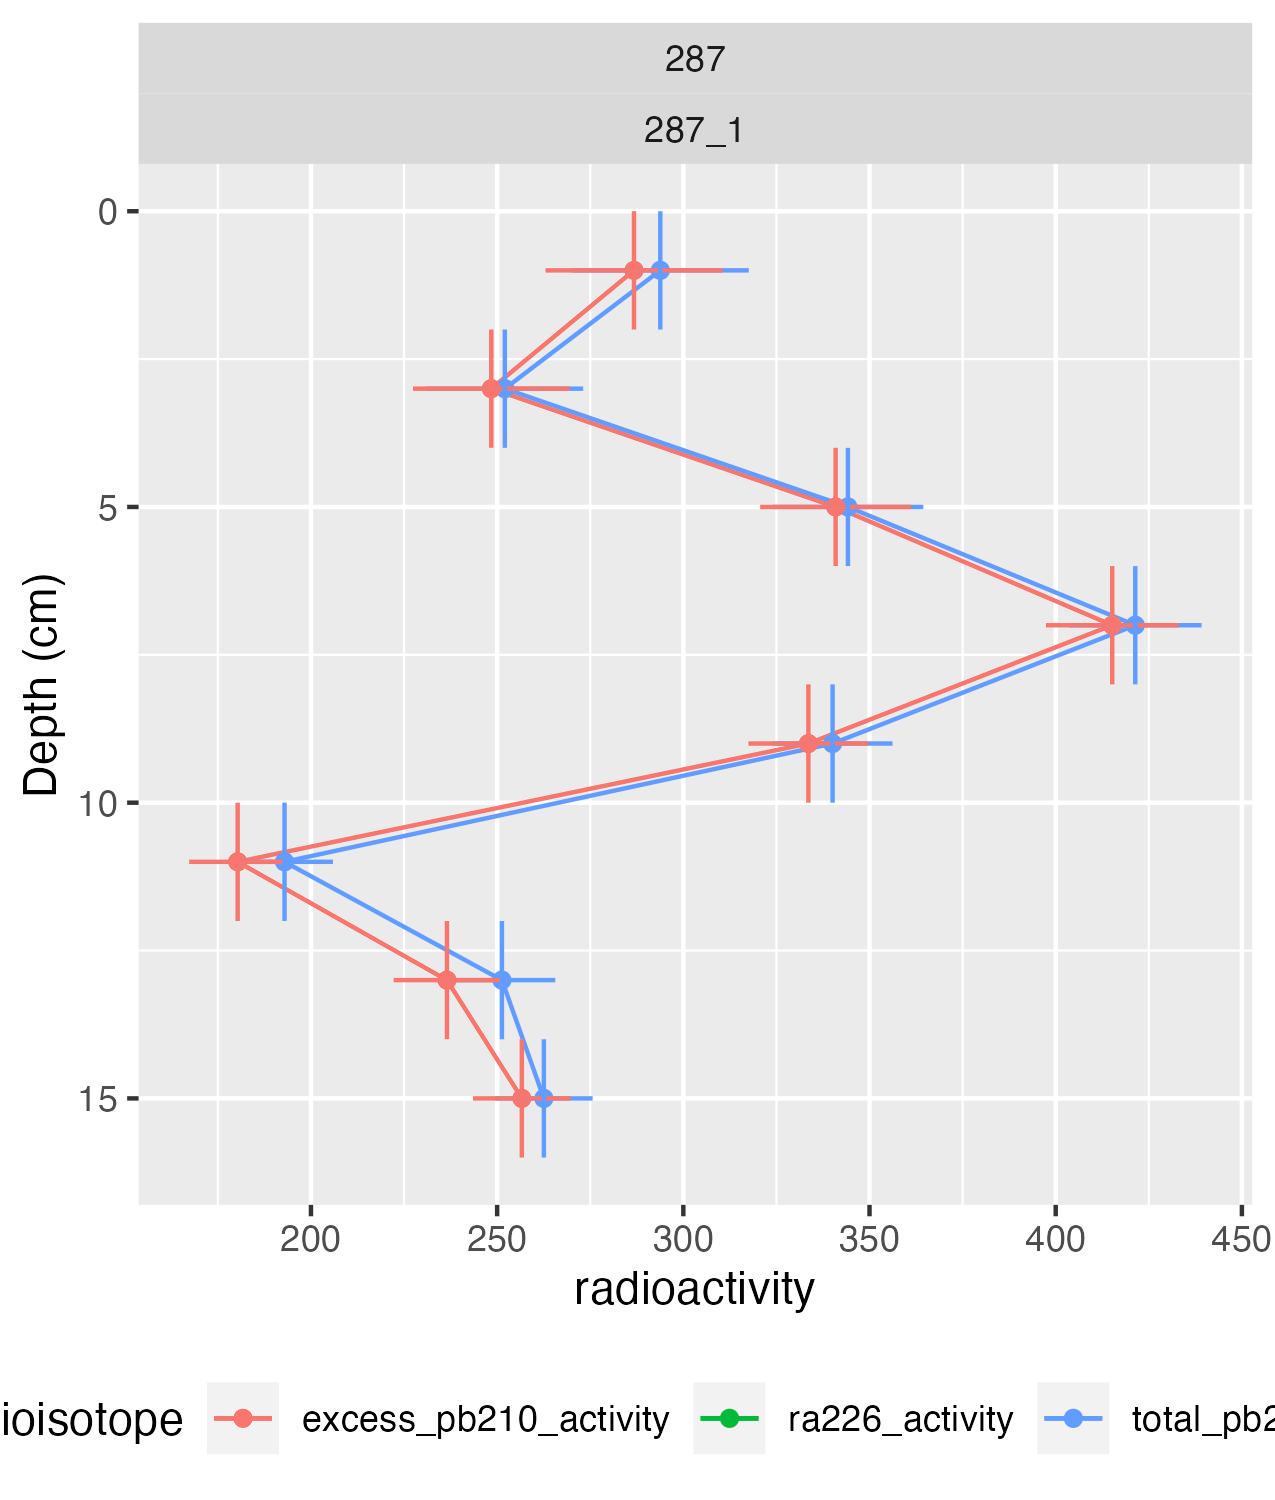 287
287_1
0
5
10
15
Depth (cm)
200 250 300 350 400 450
radioactivity
ioisotope excess_pb210_activity ra226_activity total_pb2